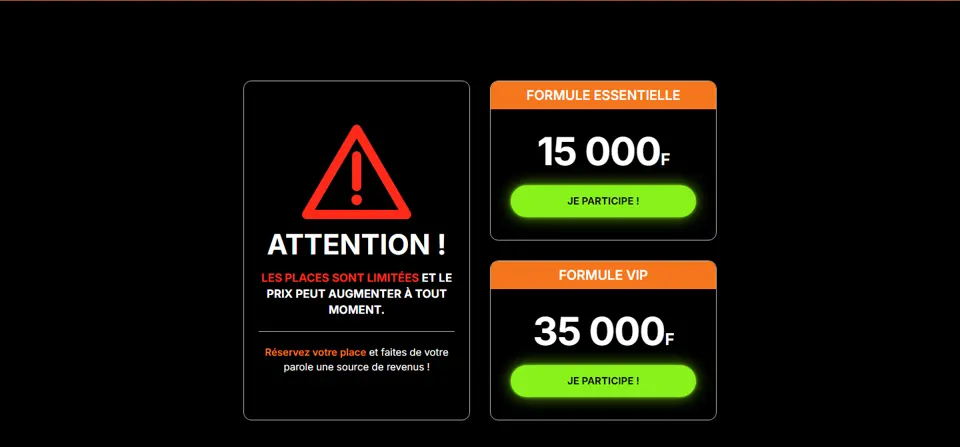 ATTENTION !
LES PLACES SONT LIMITÉES ET LE
PRIX PEUT AUGMENTER À TOUT
MOMENT.
Réservez votre place et faites de votre
parole une source de revenus !
FORMULE ESSENTIELLE
15 000F
JE PARTICIPE !
FORMULE VIP
35 000F
JE PARTICIPE !